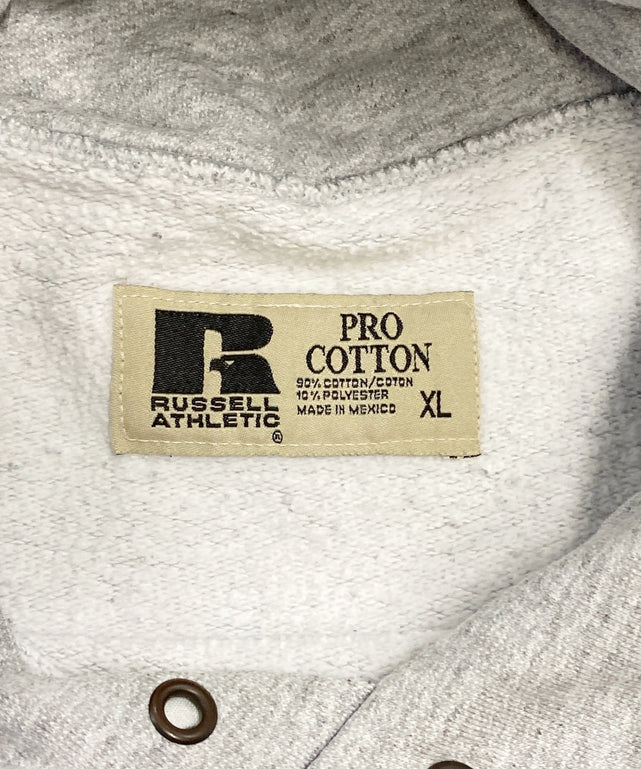 RUSSELL
ATHLETIC®
PRO
COTTON
90% COTTON/COTON
10% POLYESTER
MADE IN MEXICO
XL